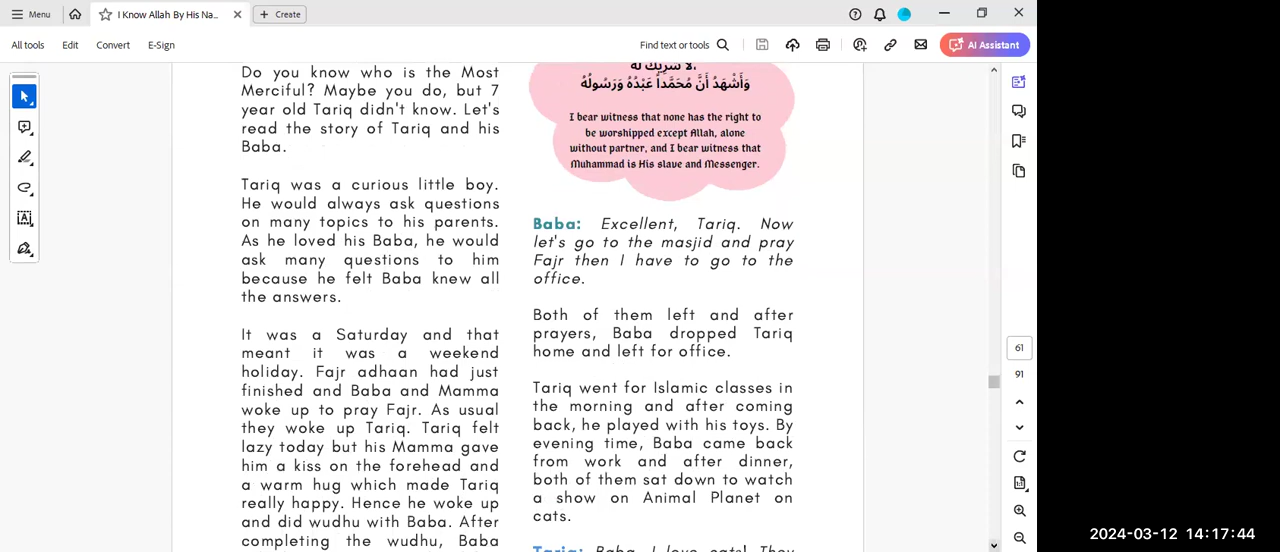 Menu
I Know Allah By His Na...
Create
All tools
Edit
Convert
E-Sign
Find text or tools
AI Assistant
Do you know who is the Most
Merciful? Maybe you do, but 7
year old Tariq didn't know. Let's
read the story of Tariq and his
Baba.
Tariq was a curious little boy.
He would always ask questions
on many topics to his parents.
As he loved his Baba, he would
ask many questions to him
because he felt Baba knew all
the answers.
It was a Saturday and that
meant it was a weekend
holiday. Fajr adhaan had just
finished and Baba and Mamma
woke up to pray Fajr. As usual
they woke up Tariq. Tariq felt
lazy today but his Mamma gave
him a kiss on the forehead and
a warm hug which made Tariq
really happy. Hence he woke up
and did wudhu with Baba. After
completing the wudhu, Baba
لا شريك له،
وَأَشْهَدُ أَنَّ مُحَمَّداً عَبْدُهُ وَرَسُولُهُ
I bear witness that none has the right to
be worshipped except Allah, alone
without partner, and I bear witness that
Muhammad is His slave and Messenger.
Baba: Excellent, Tariq. Now
let's go to the masjid and pray
Fajr then I have to go to the
office.
Both of them left and after
prayers, Baba dropped Tariq
home and left for office.
Tariq went for Islamic classes in
the morning and after coming
back, he played with his toys. By
evening time, Baba came back
from work and after dinner,
both of them sat down to watch
a show on Animal Planet on
cats.
Tariq: Baba, I love cats! They
61
91
2024-03-12 14:17:44